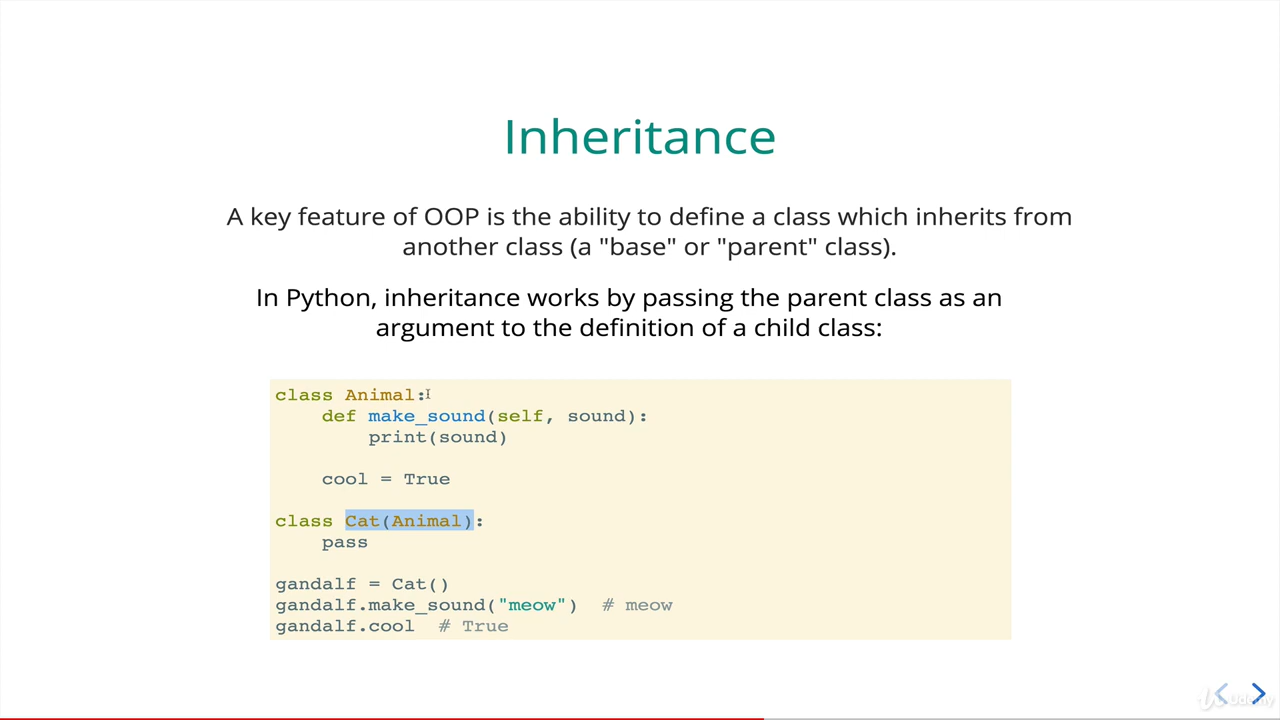 Inheritance
A key feature of OOP is the ability to define a class which inherits from
another class (a "base" or "parent" class).
In Python, inheritance works by passing the parent class as an
argument to the definition of a child class:
class Animal:
    def make_sound(self, sound):
        print(sound)
    cool = True
class Cat(Animal):
    pass
gandalf = Cat()
gandalf.make_sound("meow")  # meow
gandalf.cool  # True
Udemy